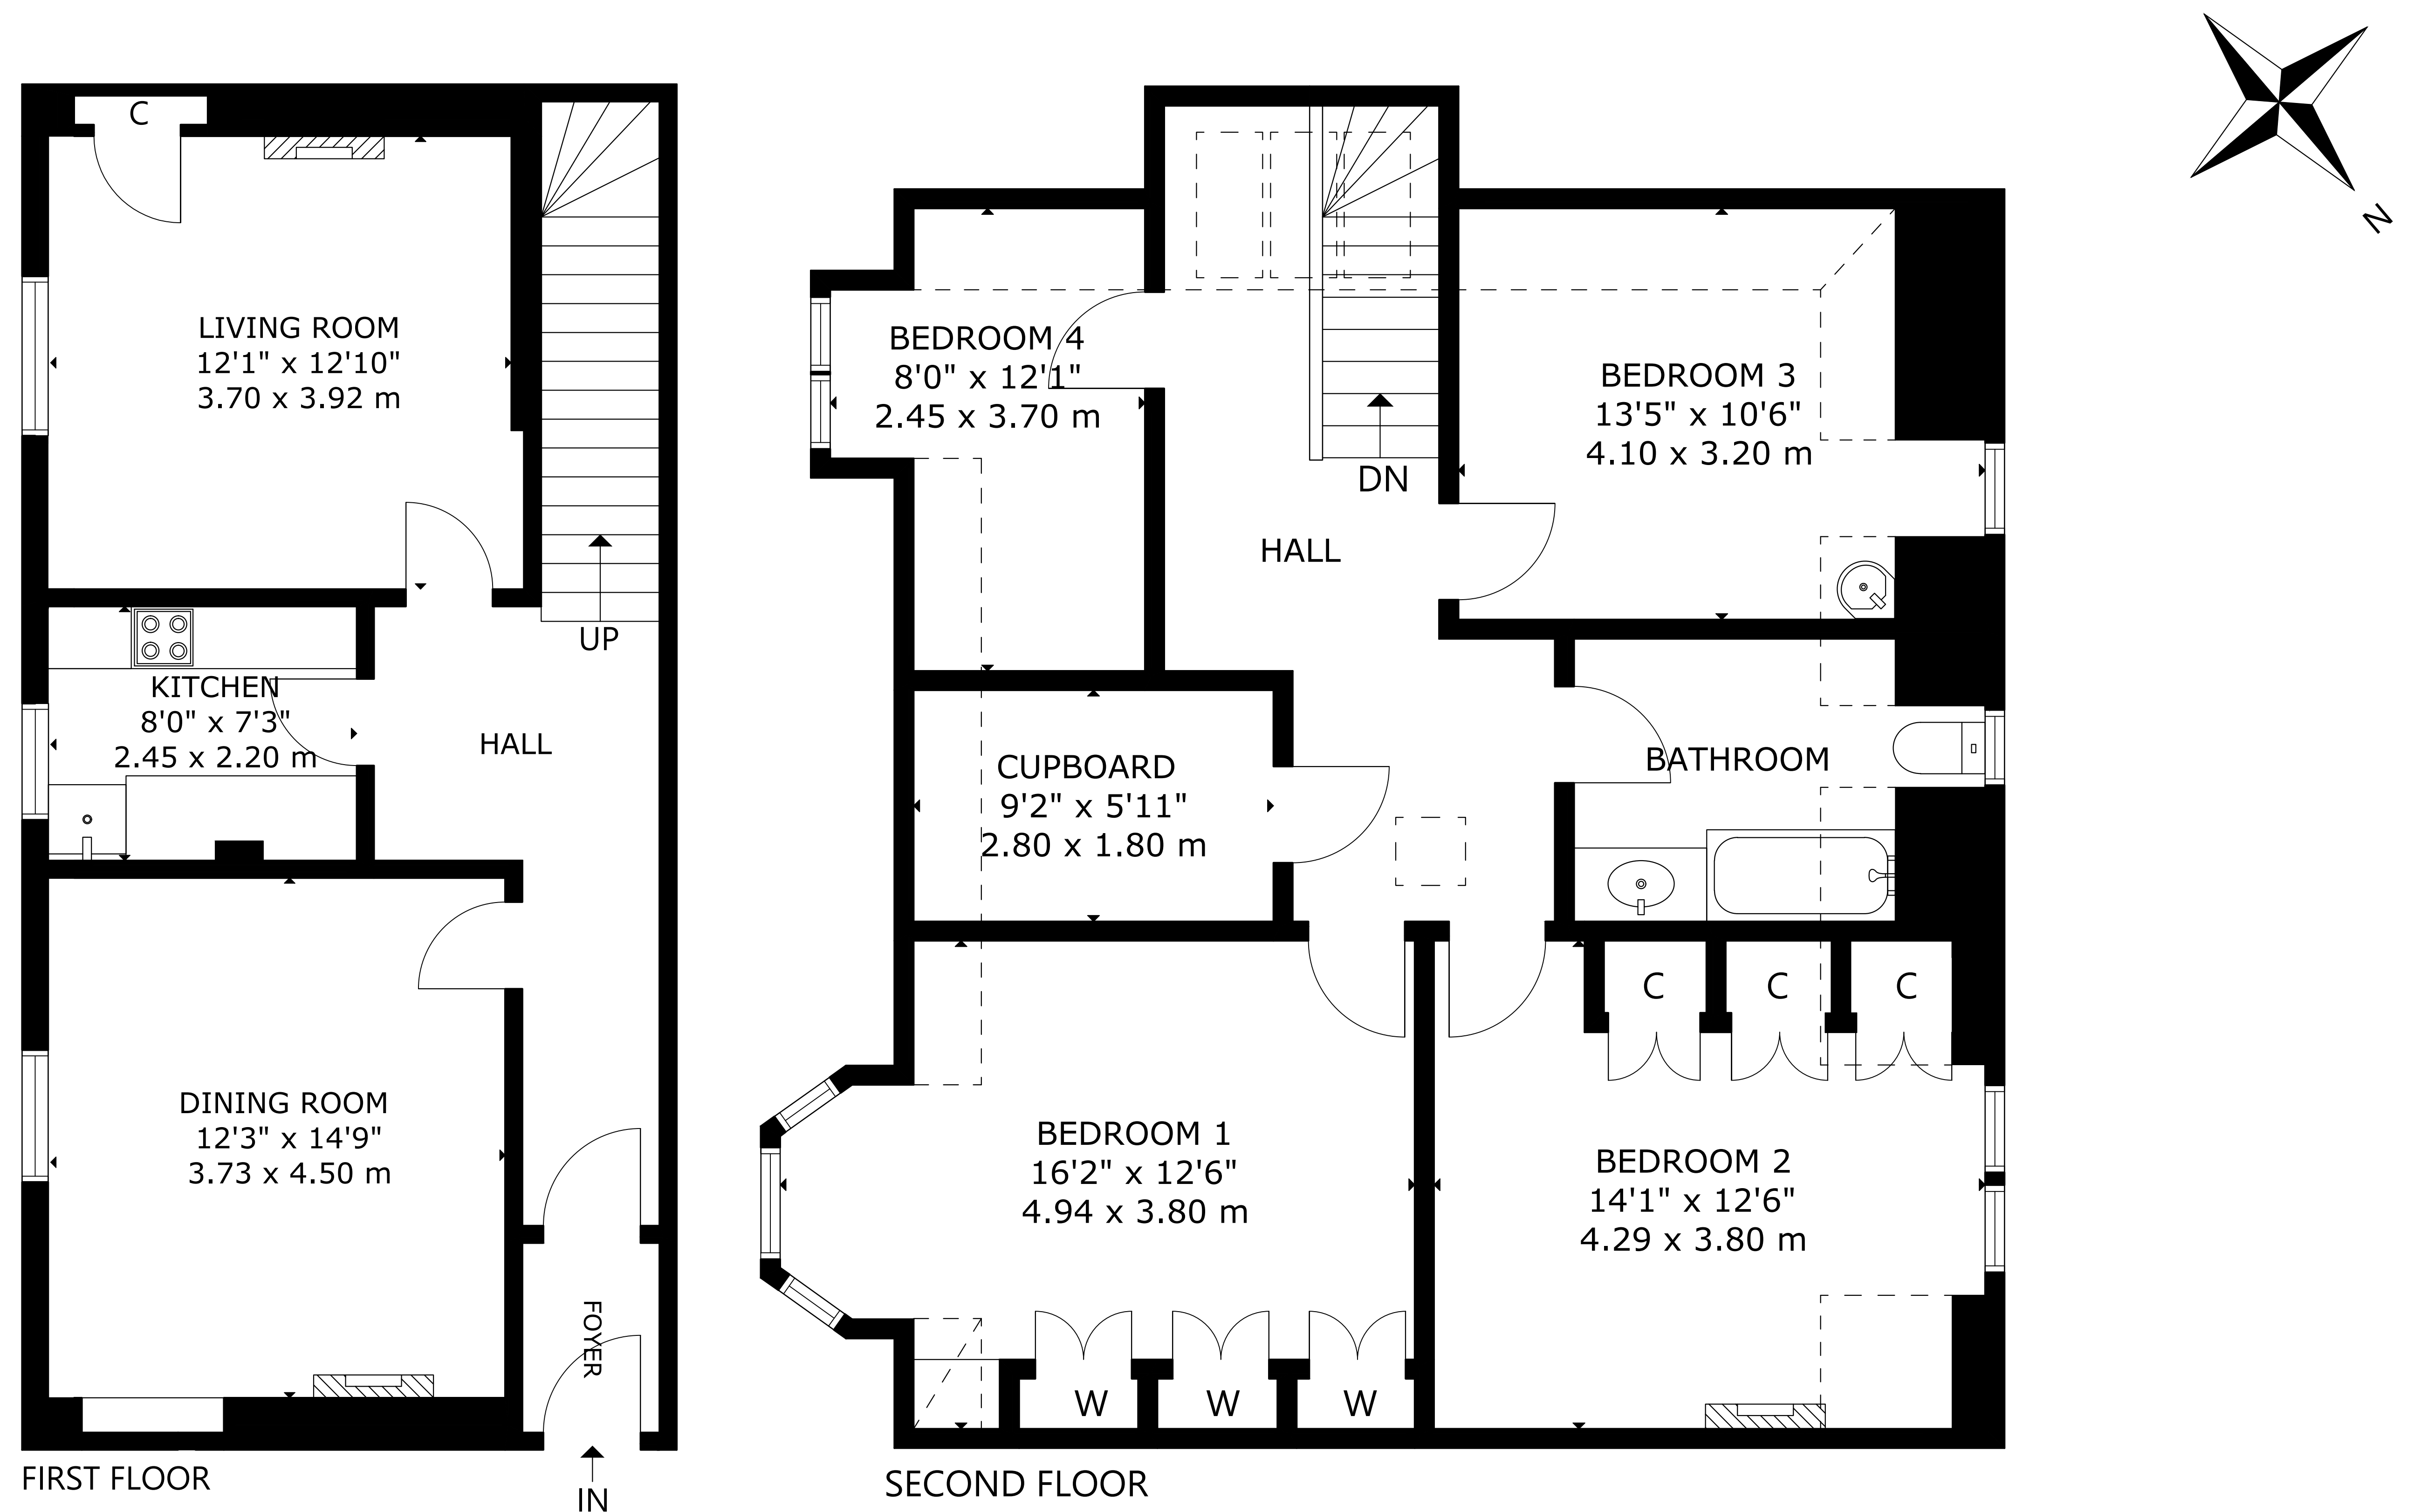 N
C
LIVING ROOM
12'1" x 12'10"
3.70 x 3.92 m
UP
KITCHEN
8'0" x 7'3"
2.45 x 2.20 m
HALL
DINING ROOM
12'3" x 14'9"
3.73 x 4.50 m
FOYER
IN
FIRST FLOOR
BEDROOM 4
8'0" x 12'1"
2.45 x 3.70 m
DN
HALL
BEDROOM 3
13'5" x 10'6"
4.10 x 3.20 m
CUPBOARD
9'2" x 5'11"
2.80 x 1.80 m
BATHROOM
C
C
C
BEDROOM 1
16'2" x 12'6"
4.94 x 3.80 m
BEDROOM 2
14'1" x 12'6"
4.29 x 3.80 m
W
W
W
SECOND FLOOR